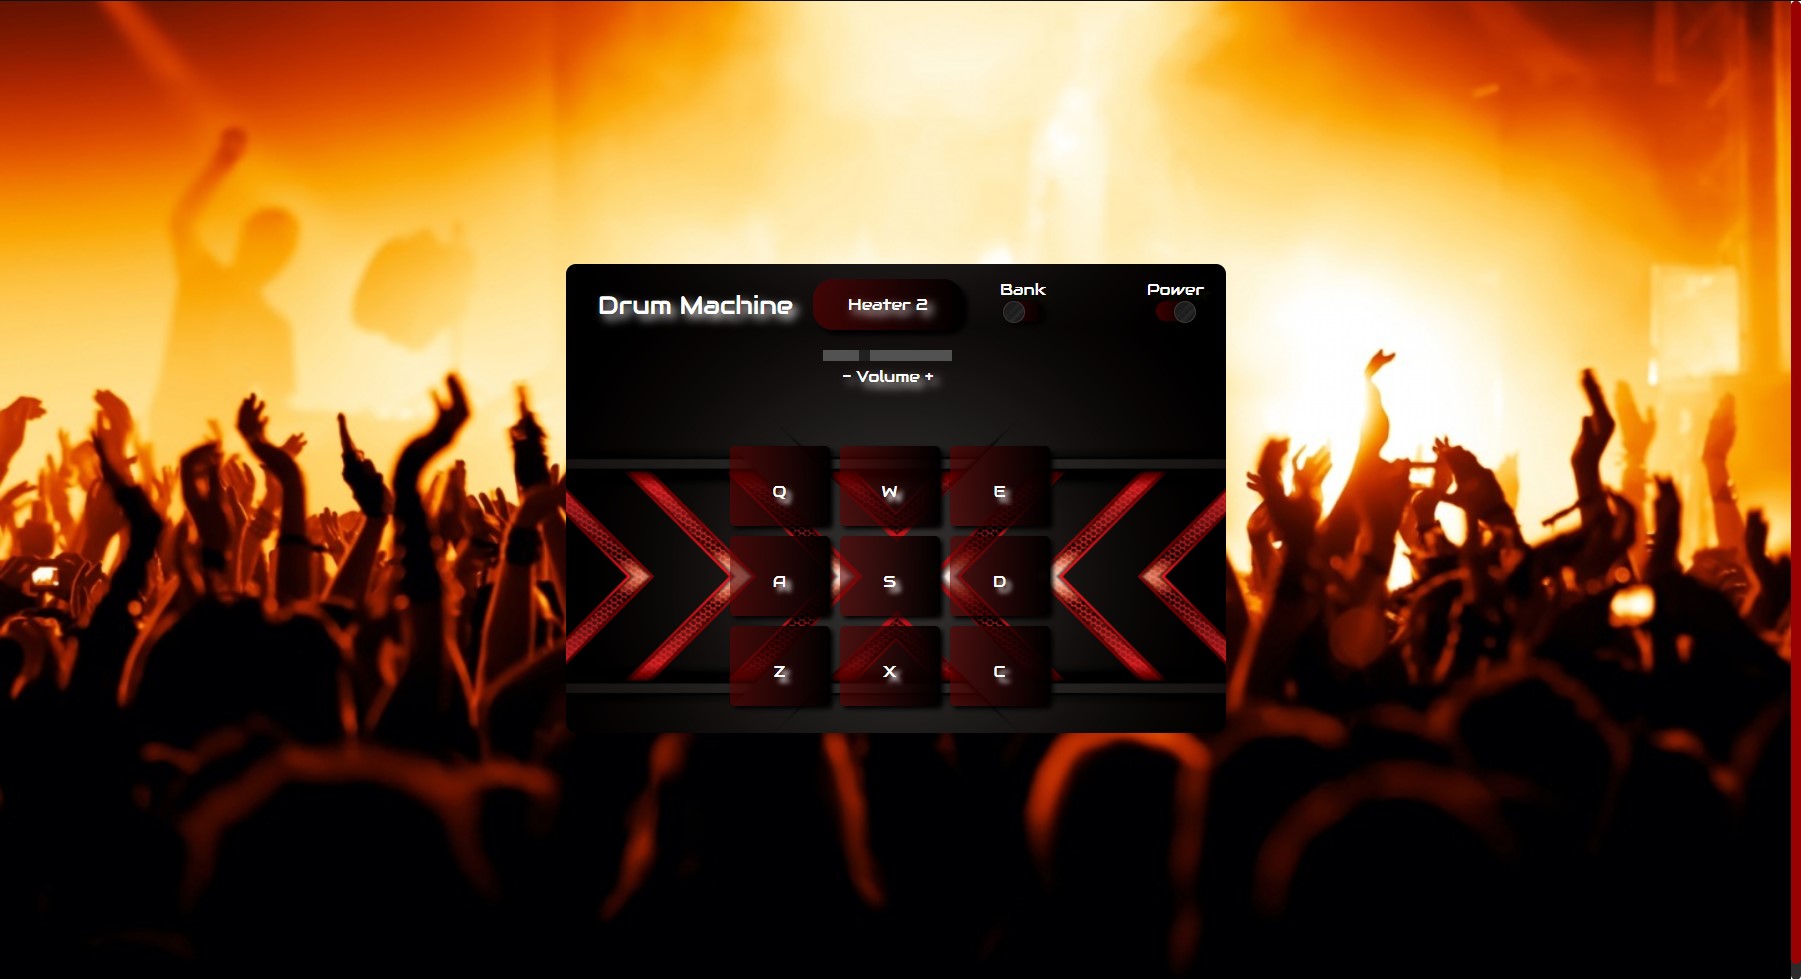 Drum Machine
Heater 2
Bank
Power
- Volume +
Q W E
A S D
Z X C